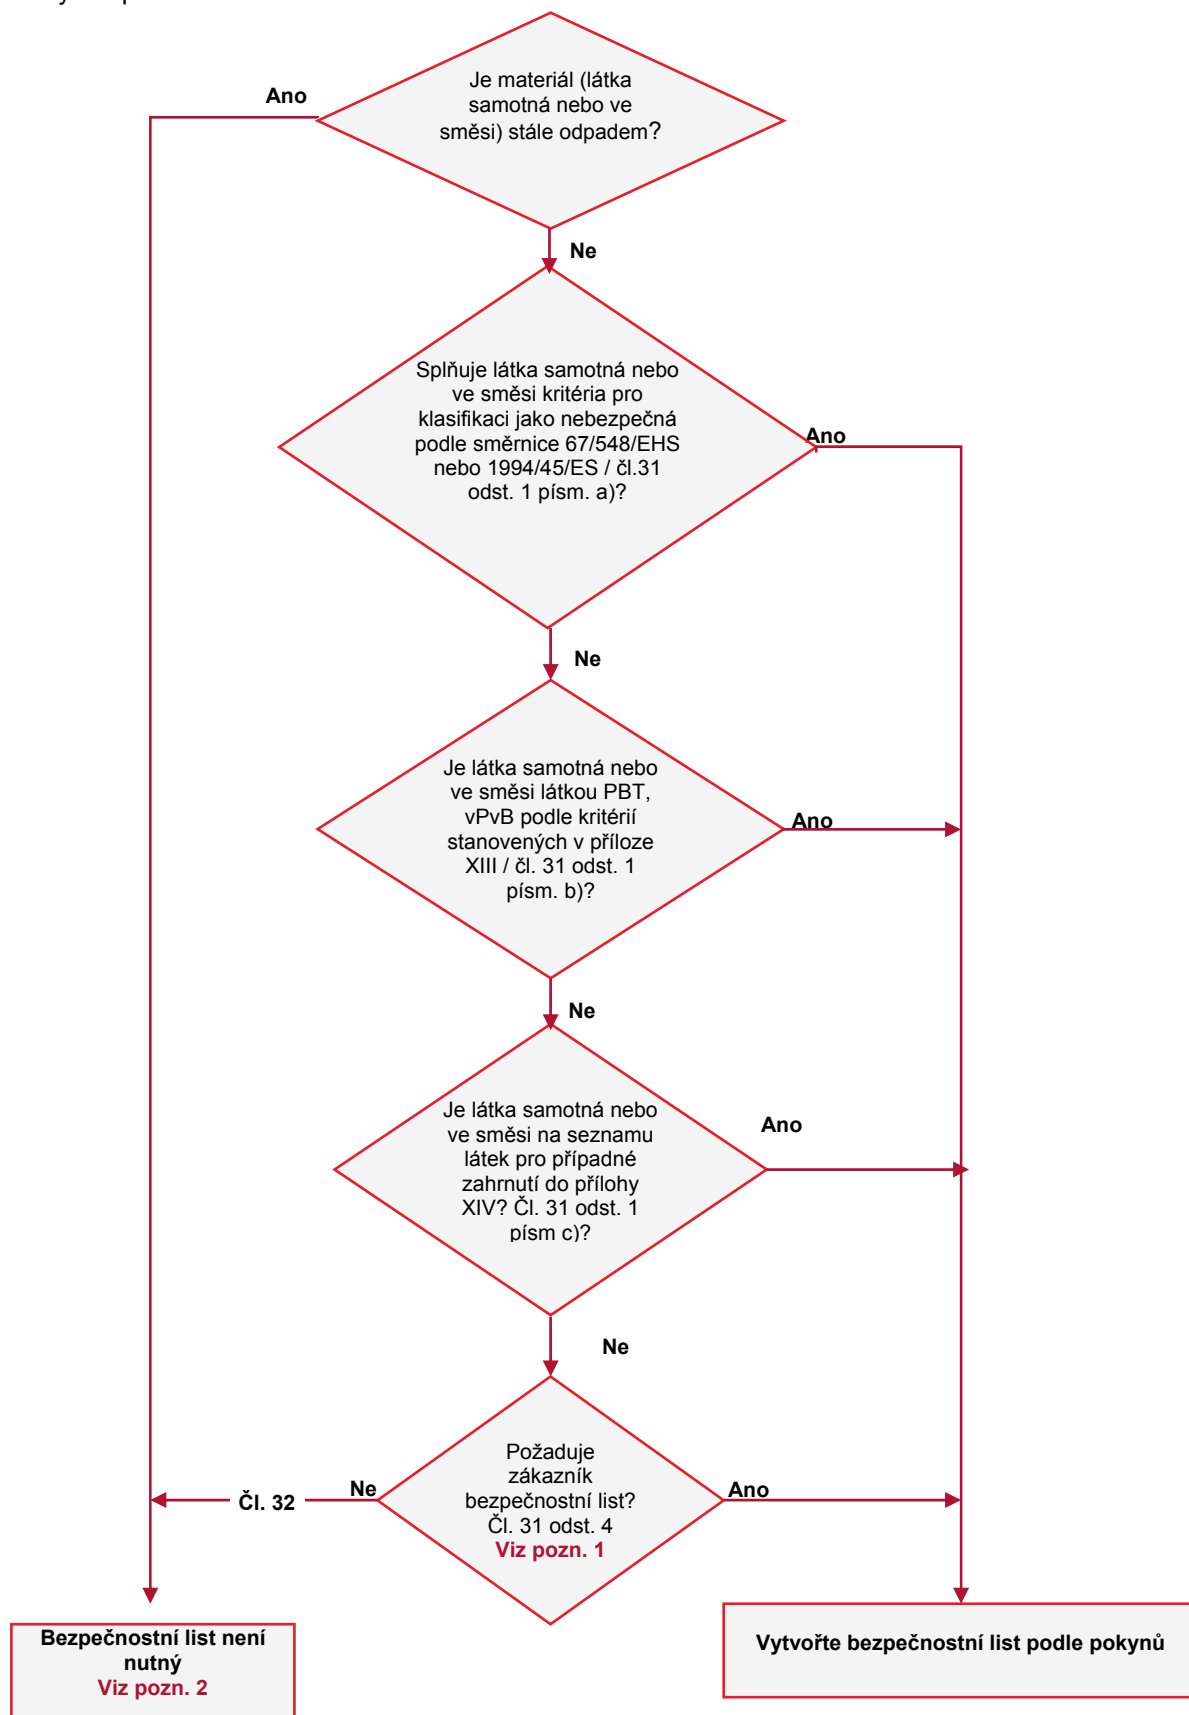 Ano
Je materiál (látka
samotná nebo ve
směsi) stále odpadem?
Ne
Splňuje látka samotná nebo
ve směsi kritéria pro
klasifikaci jako nebezpečná
podle směrnice 67/548/EHS
nebo 1994/45/ES / čl.31
odst. 1 písm. a)?
Ano
Ne
Je látka samotná nebo
ve směsi látkou PBT,
vPvB podle kritérií
stanovených v příloze
XIII / čl. 31 odst. 1
písm. b)?
Ano
Ne
Je látka samotná nebo
ve směsi na seznamu
látek pro případné
zahrnutí do přílohy
XIV? Čl. 31 odst. 1
písm c)?
Ano
Ne
Požaduje
zákazník
bezpečnostní list?
Čl. 31 odst. 4
Viz pozn. 1
Ne
Čl. 32
Ano
Bezpečnostní list není
nutný
Viz pozn. 2
Vytvořte bezpečnostní list podle pokynů